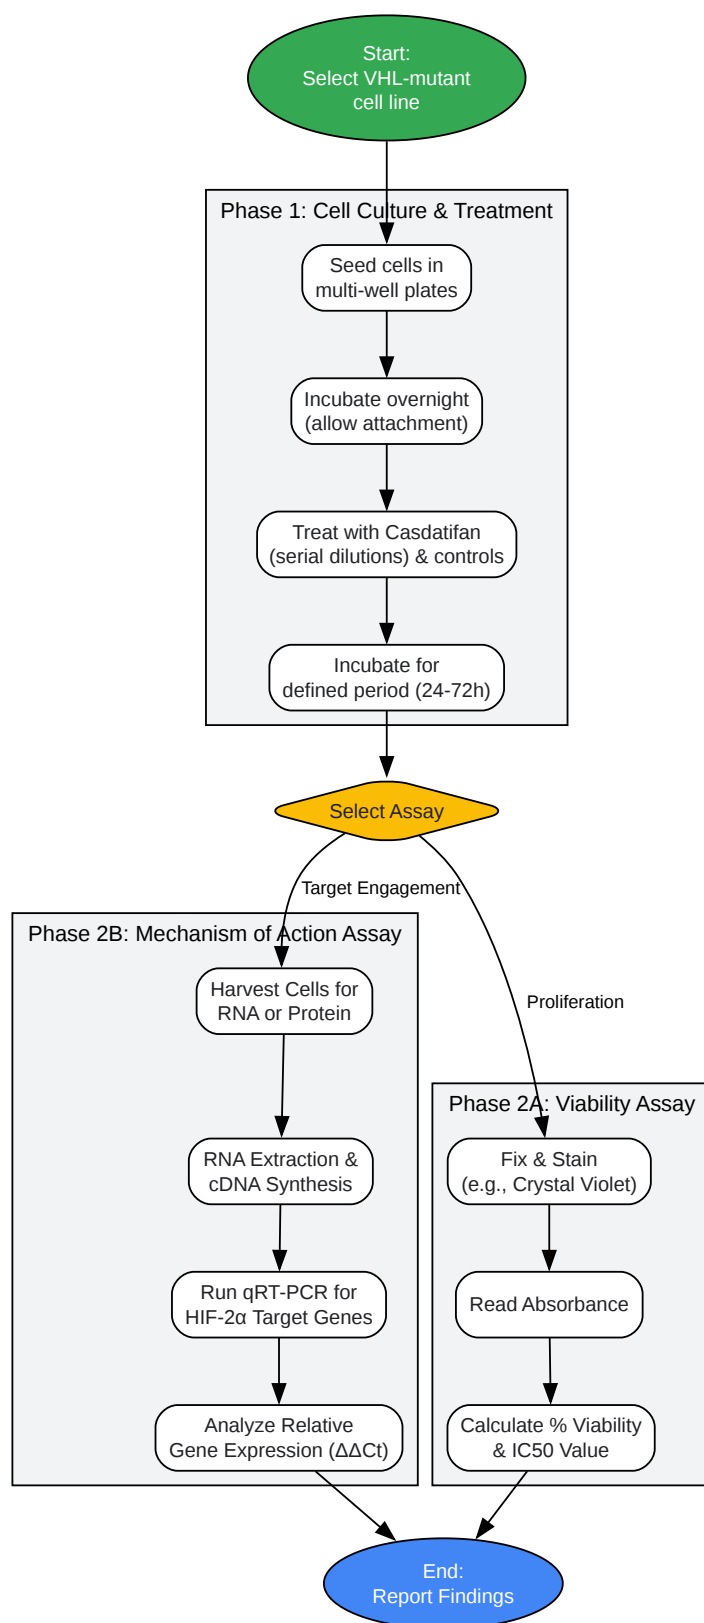 Start:
Select VHL-mutant
cell line
Phase 1: Cell Culture & Treatment
Seed cells in
multi-well plates
Incubate overnight
(allow attachment)
Treat with Casdatifan
(serial dilutions) & controls
Incubate for
defined period (24-72h)
Select Assay
Target Engagement
Phase 2B: Mechanism of Action Assay
Harvest Cells for
RNA or Protein
RNA Extraction &
cDNA Synthesis
Run qRT-PCR for
HIF-2α Target Genes
Analyze Relative
Gene Expression (ΔΔCt)
Proliferation
Phase 2A: Viability Assay
Fix & Stain
(e.g., Crystal Violet)
Read Absorbance
Calculate % Viability
& IC50 Value
End:
Report Findings